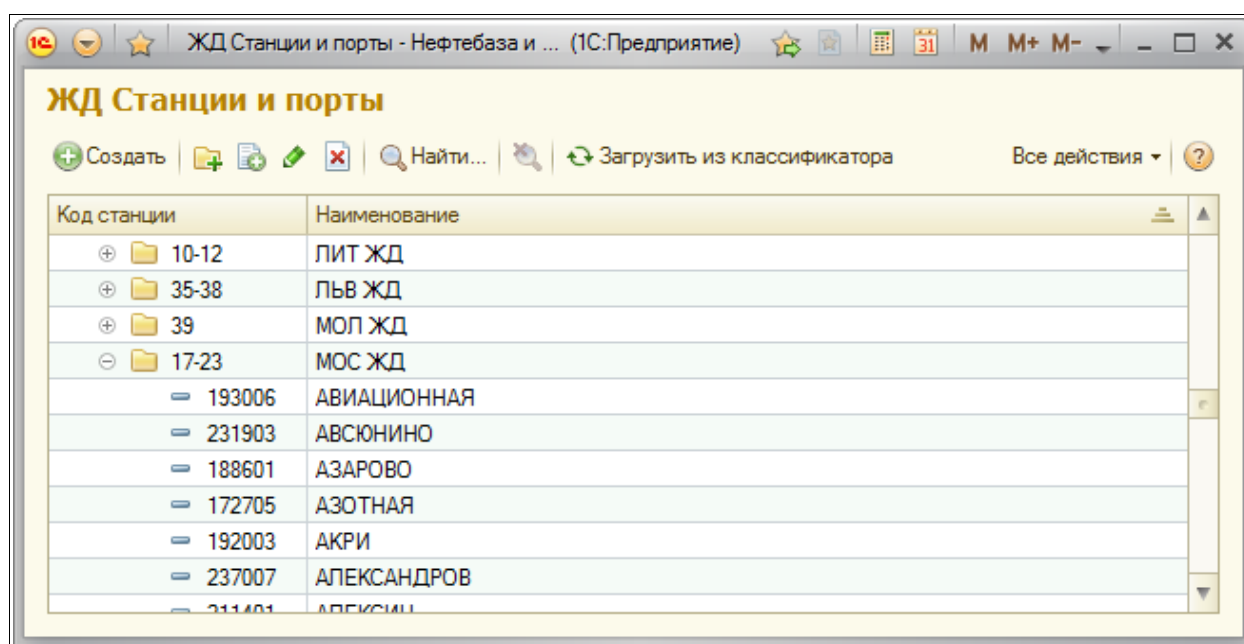 1С ЖД Станции и порты - Нефтебаза и ... (1С:Предприятие) 31 M M+ M-
ЖД Станции и порты
Создать Найти... Загрузить из классификатора Все действия ?
Код станции Наименование
10-12 ЛИТ ЖД
35-38 ЛЬВ ЖД
39 МОЛ ЖД
17-23 МОС ЖД
193006 АВИАЦИОННАЯ
231903 АВСЮНИНО
188601 АЗАРОВО
172705 АЗОТНАЯ
192003 АКРИ
237007 АЛЕКСАНДРОВ